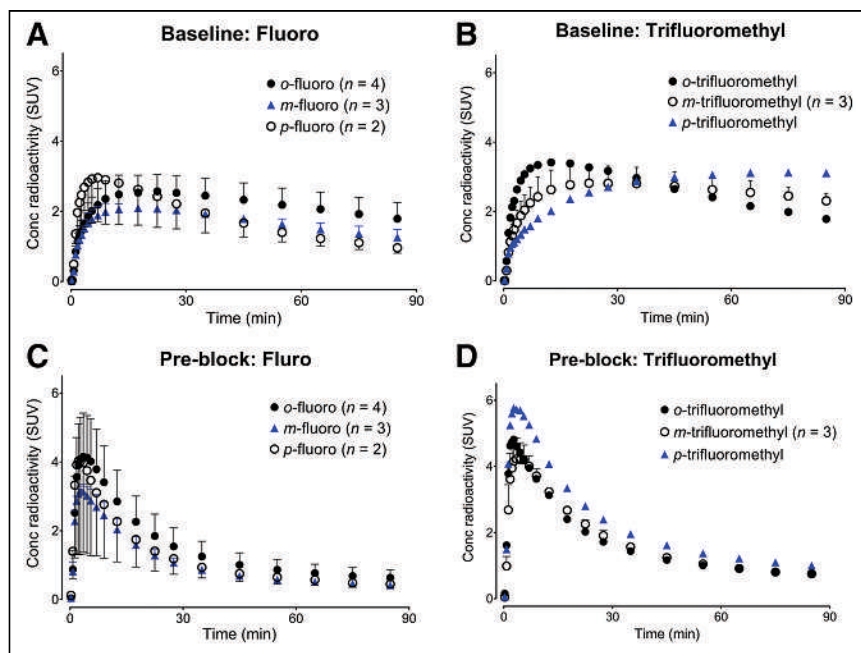 A
Baseline: Fluoro
Conc radioactivity (SUV)
6
4
2
0
o-fluoro (n = 4)
m-fluoro (n = 3)
p-fluoro (n = 2)
0
30
60
90
Time (min)
B
Baseline: Trifluoromethyl
Conc radioactivity (SUV)
6
4
2
0
o-trifluoromethyl
m-trifluoromethyl (n = 3)
p-trifluoromethyl
0
30
60
90
Time (min)
C
Pre-block: Fluro
Conc radioactivity (SUV)
6
4
2
0
o-fluoro (n = 4)
m-fluoro (n = 3)
p-fluoro (n = 2)
0
30
60
90
Time (min)
D
Pre-block: Trifluoromethyl
Conc radioactivity (SUV)
6
4
2
0
o-trifluoromethyl
m-trifluoromethyl (n = 3)
p-trifluoromethyl
0
30
60
90
Time (min)